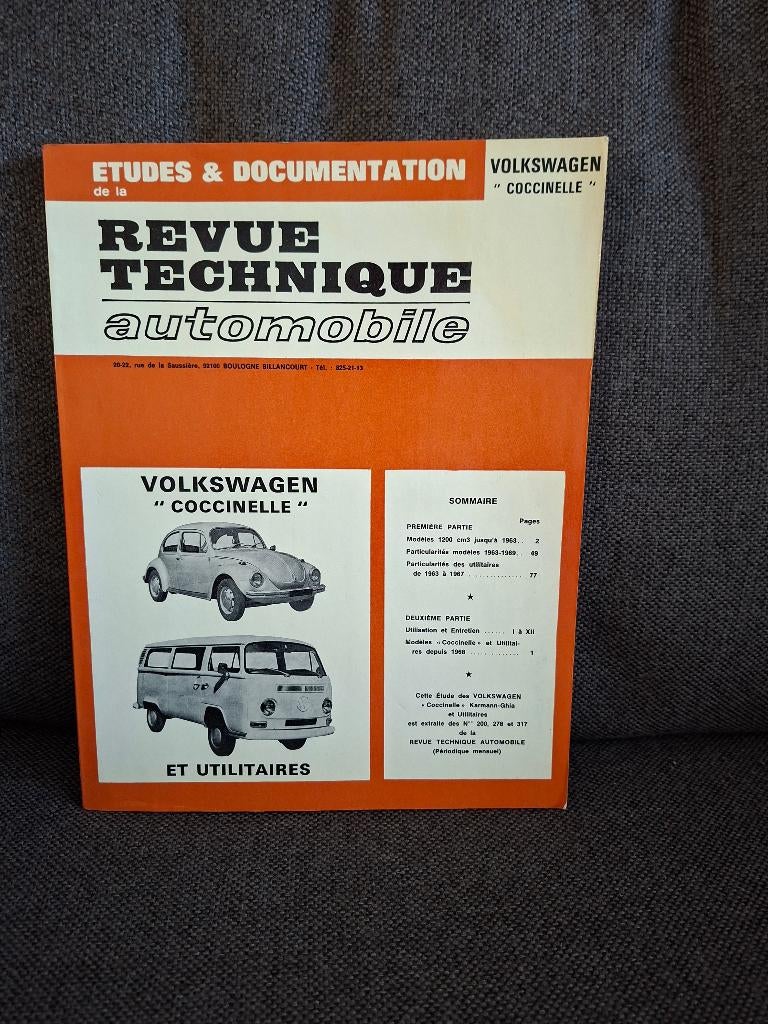 ETUDES & DOCUMENTATION
de la
VOLKSWAGEN
" COCCINELLE "
REVUE
TECHNIQUE
automobile
20-22, rue de la Saussière, 92100 BOULOGNE BILLANCOURT - Tél. : 825-21-13
VOLKSWAGEN
" COCCINELLE "
ET UTILITAIRES
SOMMAIRE
Pages
PREMIÈRE PARTIE
Modèles 1200 cm3 jusqu'à 1963.. 2
Particularités modèles 1963-1969.. 49
Particularités des utilitaires
de 1963 à 1967 .............. 77
DEUXIÈME PARTIE
Utilisation et Entretien ...... I à XII
Modèles «Coccinelle» et Utilitai-
res depuis 1968 ............. 1
Cette Étude des VOLKSWAGEN
« Coccinelle » Karmann-Ghia
et Utilitaires
est extraite des Nos 200, 278 et 317
de la
REVUE TECHNIQUE AUTOMOBILE
(Périodique mensuel)